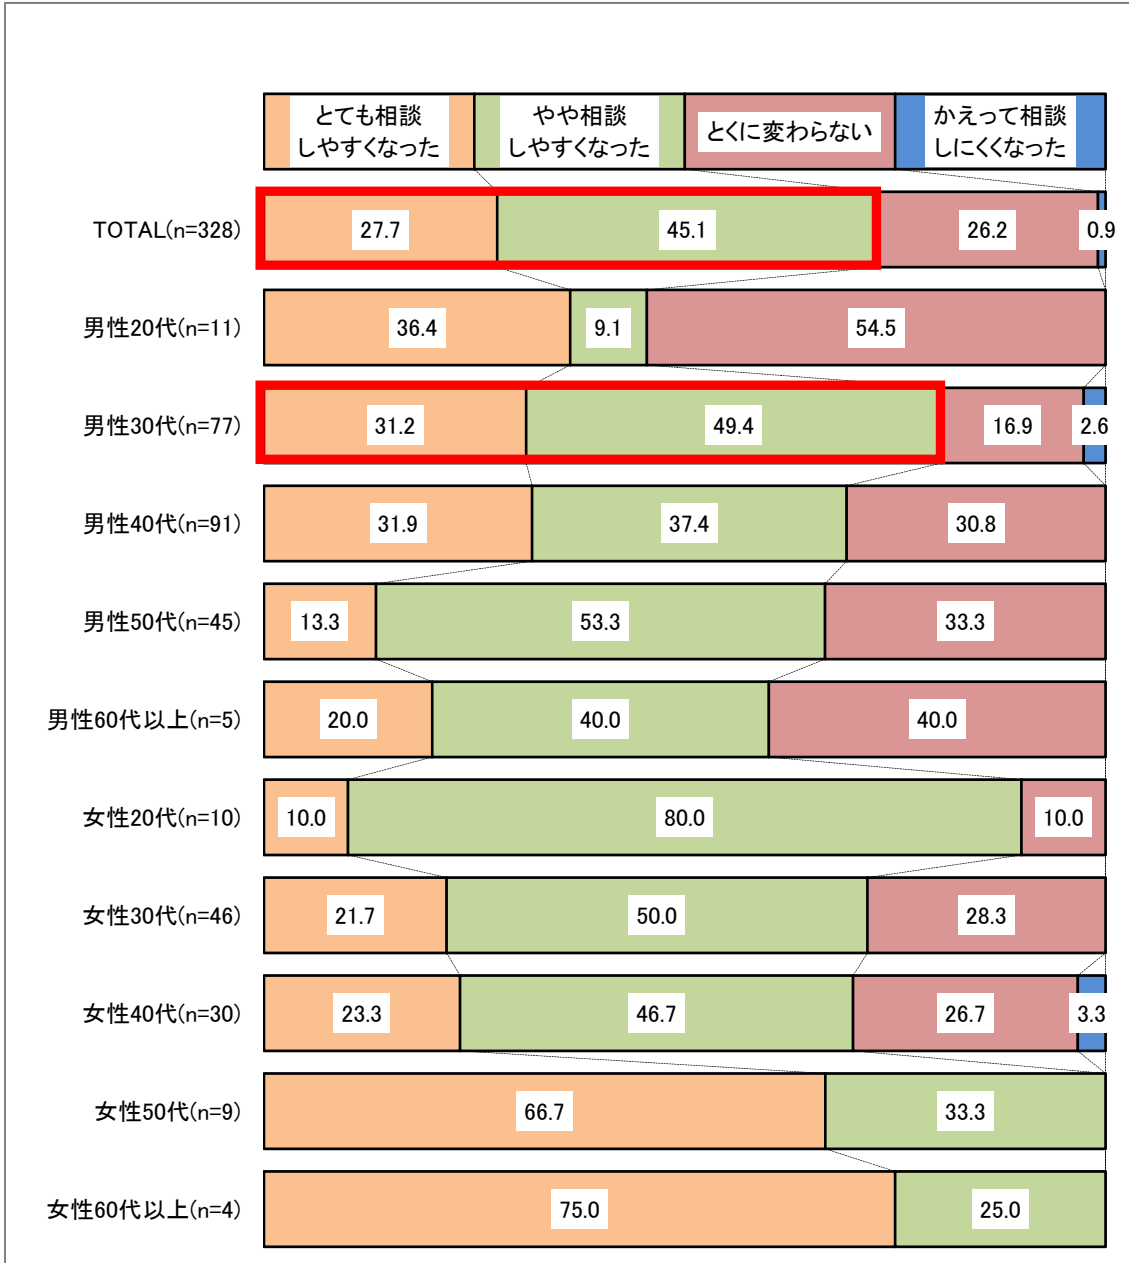 とても相談
しやすくなった
やや相談
しやすくなった
とくに変わらない
かえって相談
しにくくなった
TOTAL(n=328) 27.7 45.1 26.2 0.9
男性20代(n=11) 36.4 9.1 54.5
男性30代(n=77) 31.2 49.4 16.9 2.6
男性40代(n=91) 31.9 37.4 30.8
男性50代(n=45) 13.3 53.3 33.3
男性60代以上(n=5) 20.0 40.0 40.0
女性20代(n=10) 10.0 80.0 10.0
女性30代(n=46) 21.7 50.0 28.3
女性40代(n=30) 23.3 46.7 26.7 3.3
女性50代(n=9) 66.7 33.3
女性60代以上(n=4) 75.0 25.0